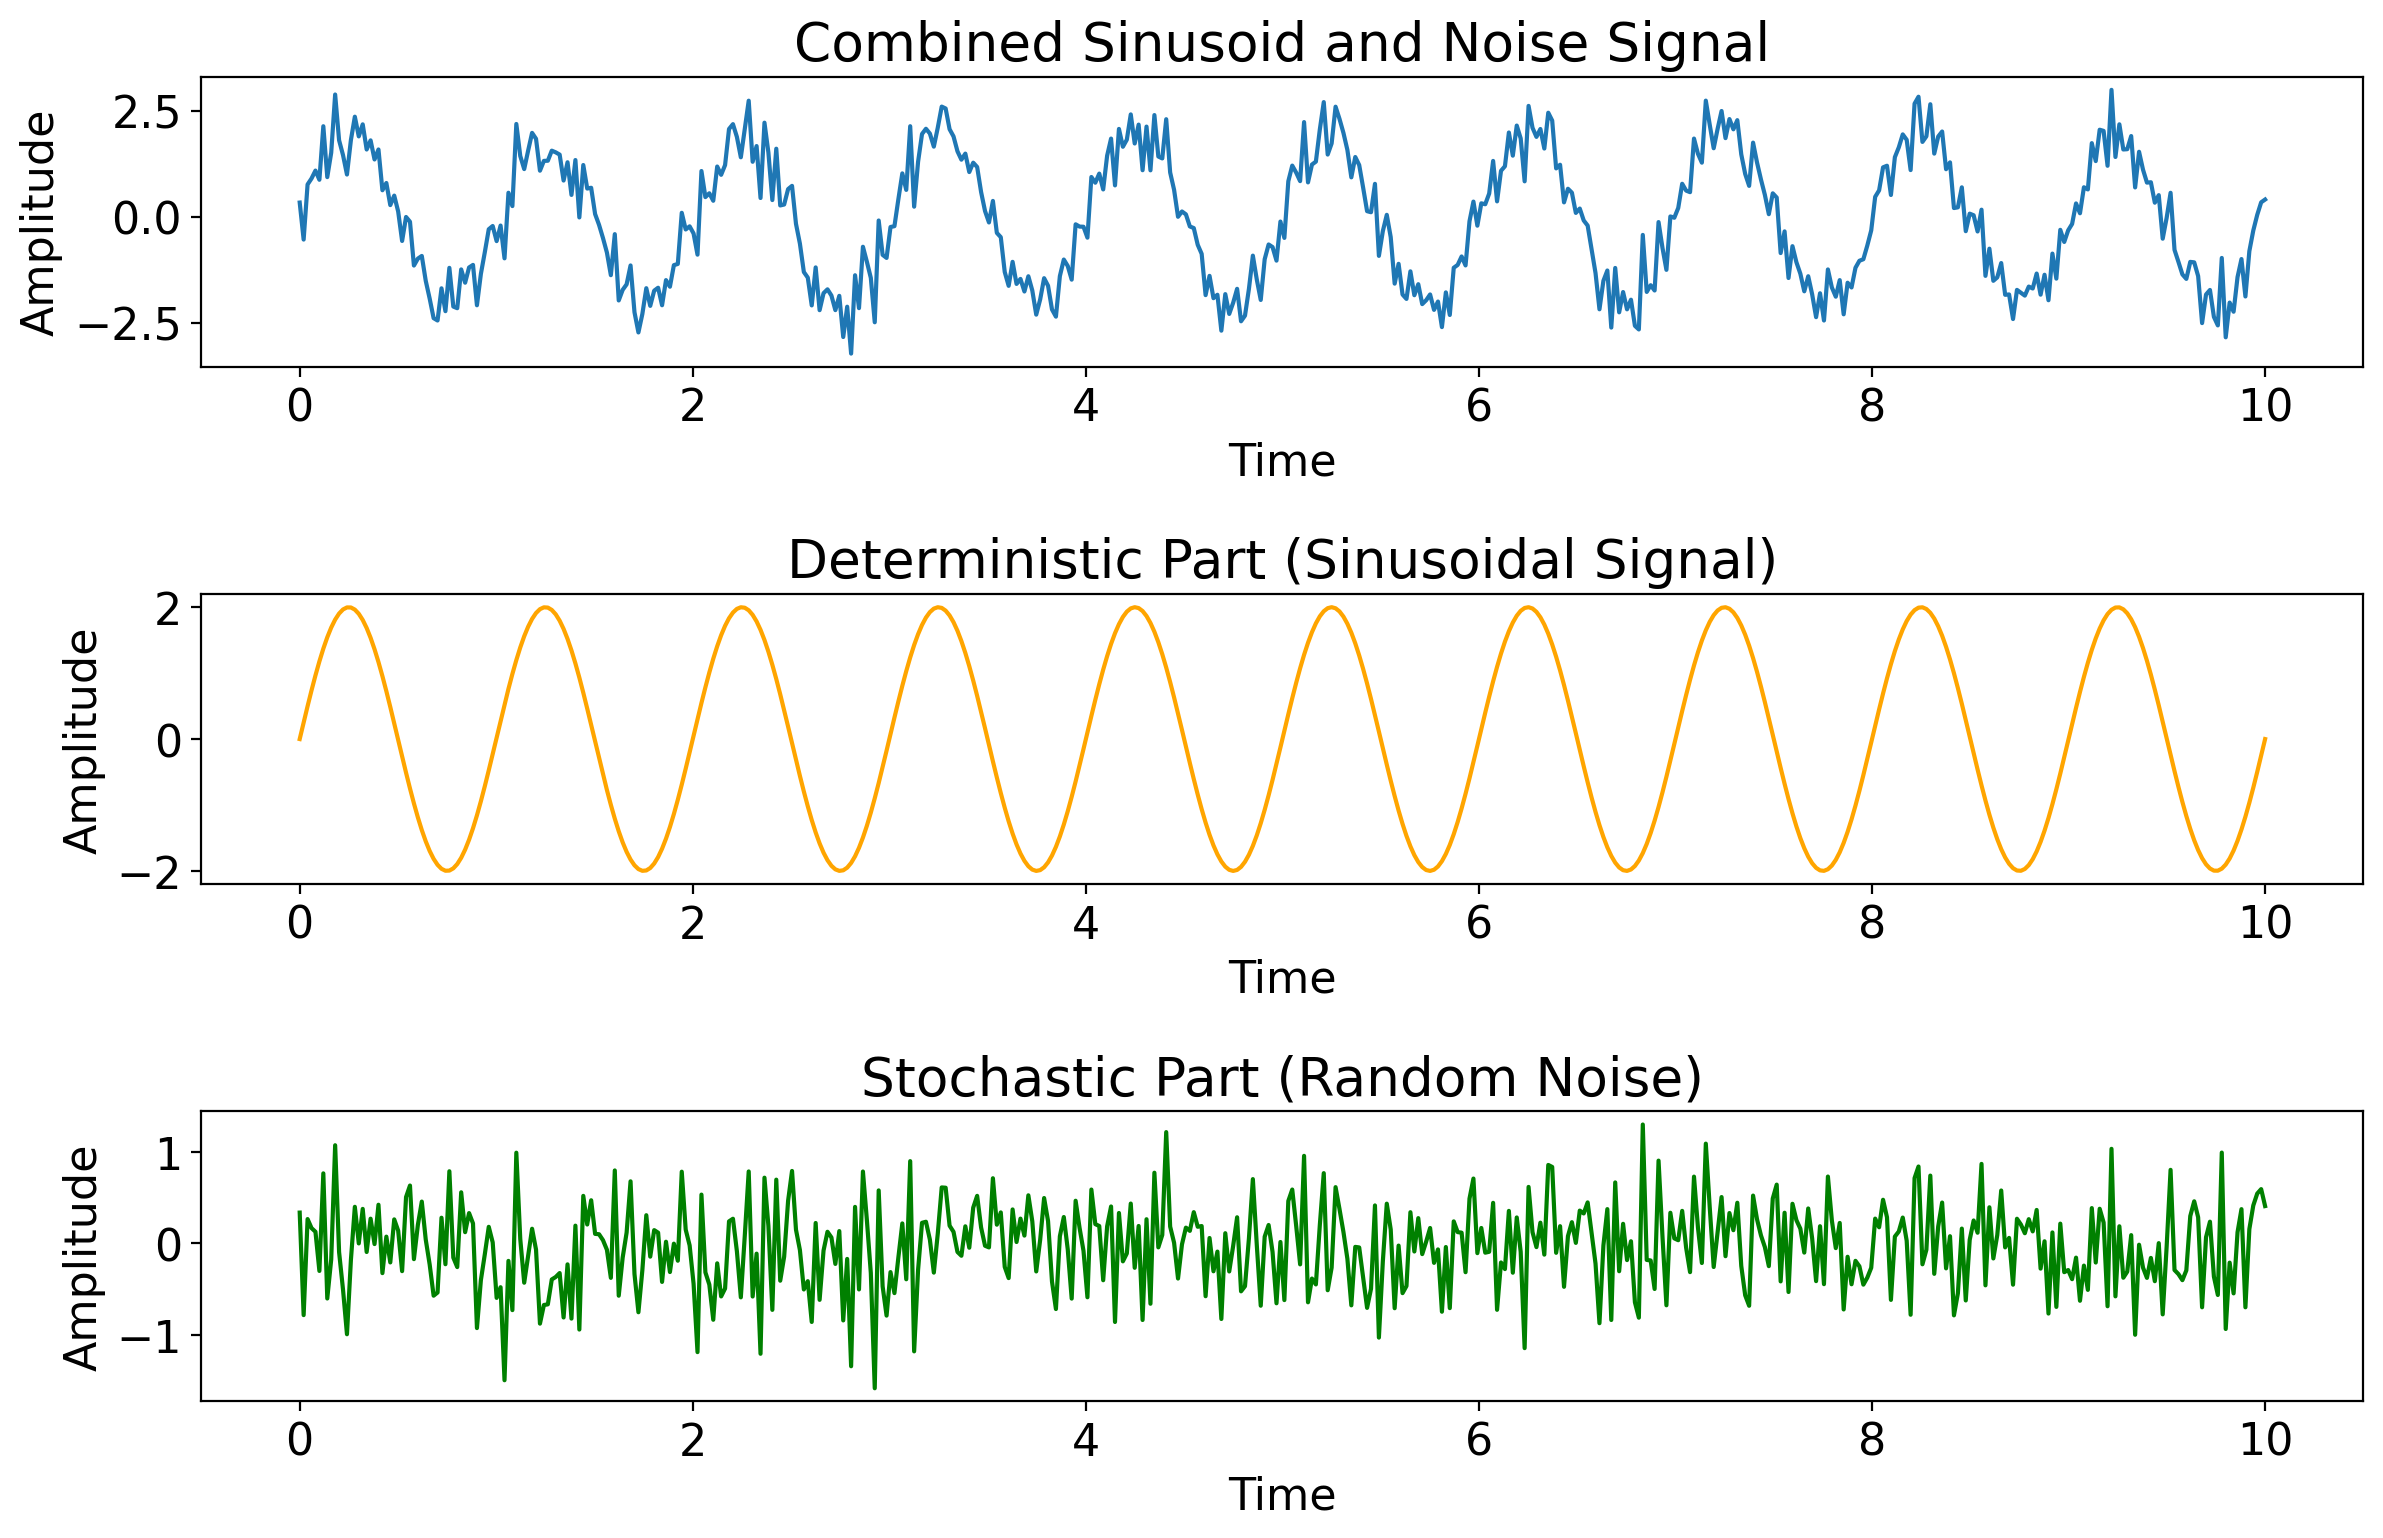 Combined Sinusoid and Noise Signal
Amplitude
2.5
0.0
−2.5
0 2 4 6 8 10
Time
Deterministic Part (Sinusoidal Signal)
Amplitude
2
0
−2
0 2 4 6 8 10
Time
Stochastic Part (Random Noise)
Amplitude
1
0
−1
0 2 4 6 8 10
Time